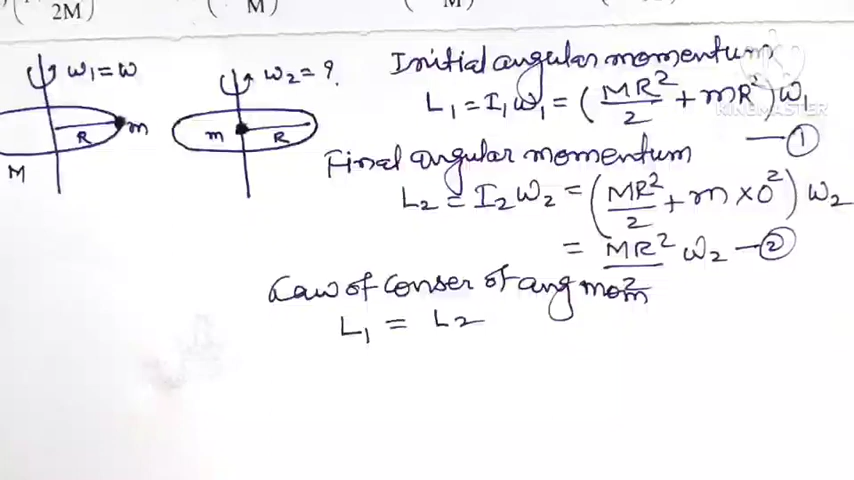 2M
M
M
ω₁ = ω
ω₂ = ?
R
m
M
m
R
Initial angular momentum
L₁ = I₁ω₁ = (MR²/2 + mR²)ω₁
—①
Final angular momentum
L₂ = I₂ω₂ = (MR²/2 + m×0²) ω₂
= MR²/2 ω₂ —②
Law of conser of ang mom
L₁ = L₂
KINEMASTER